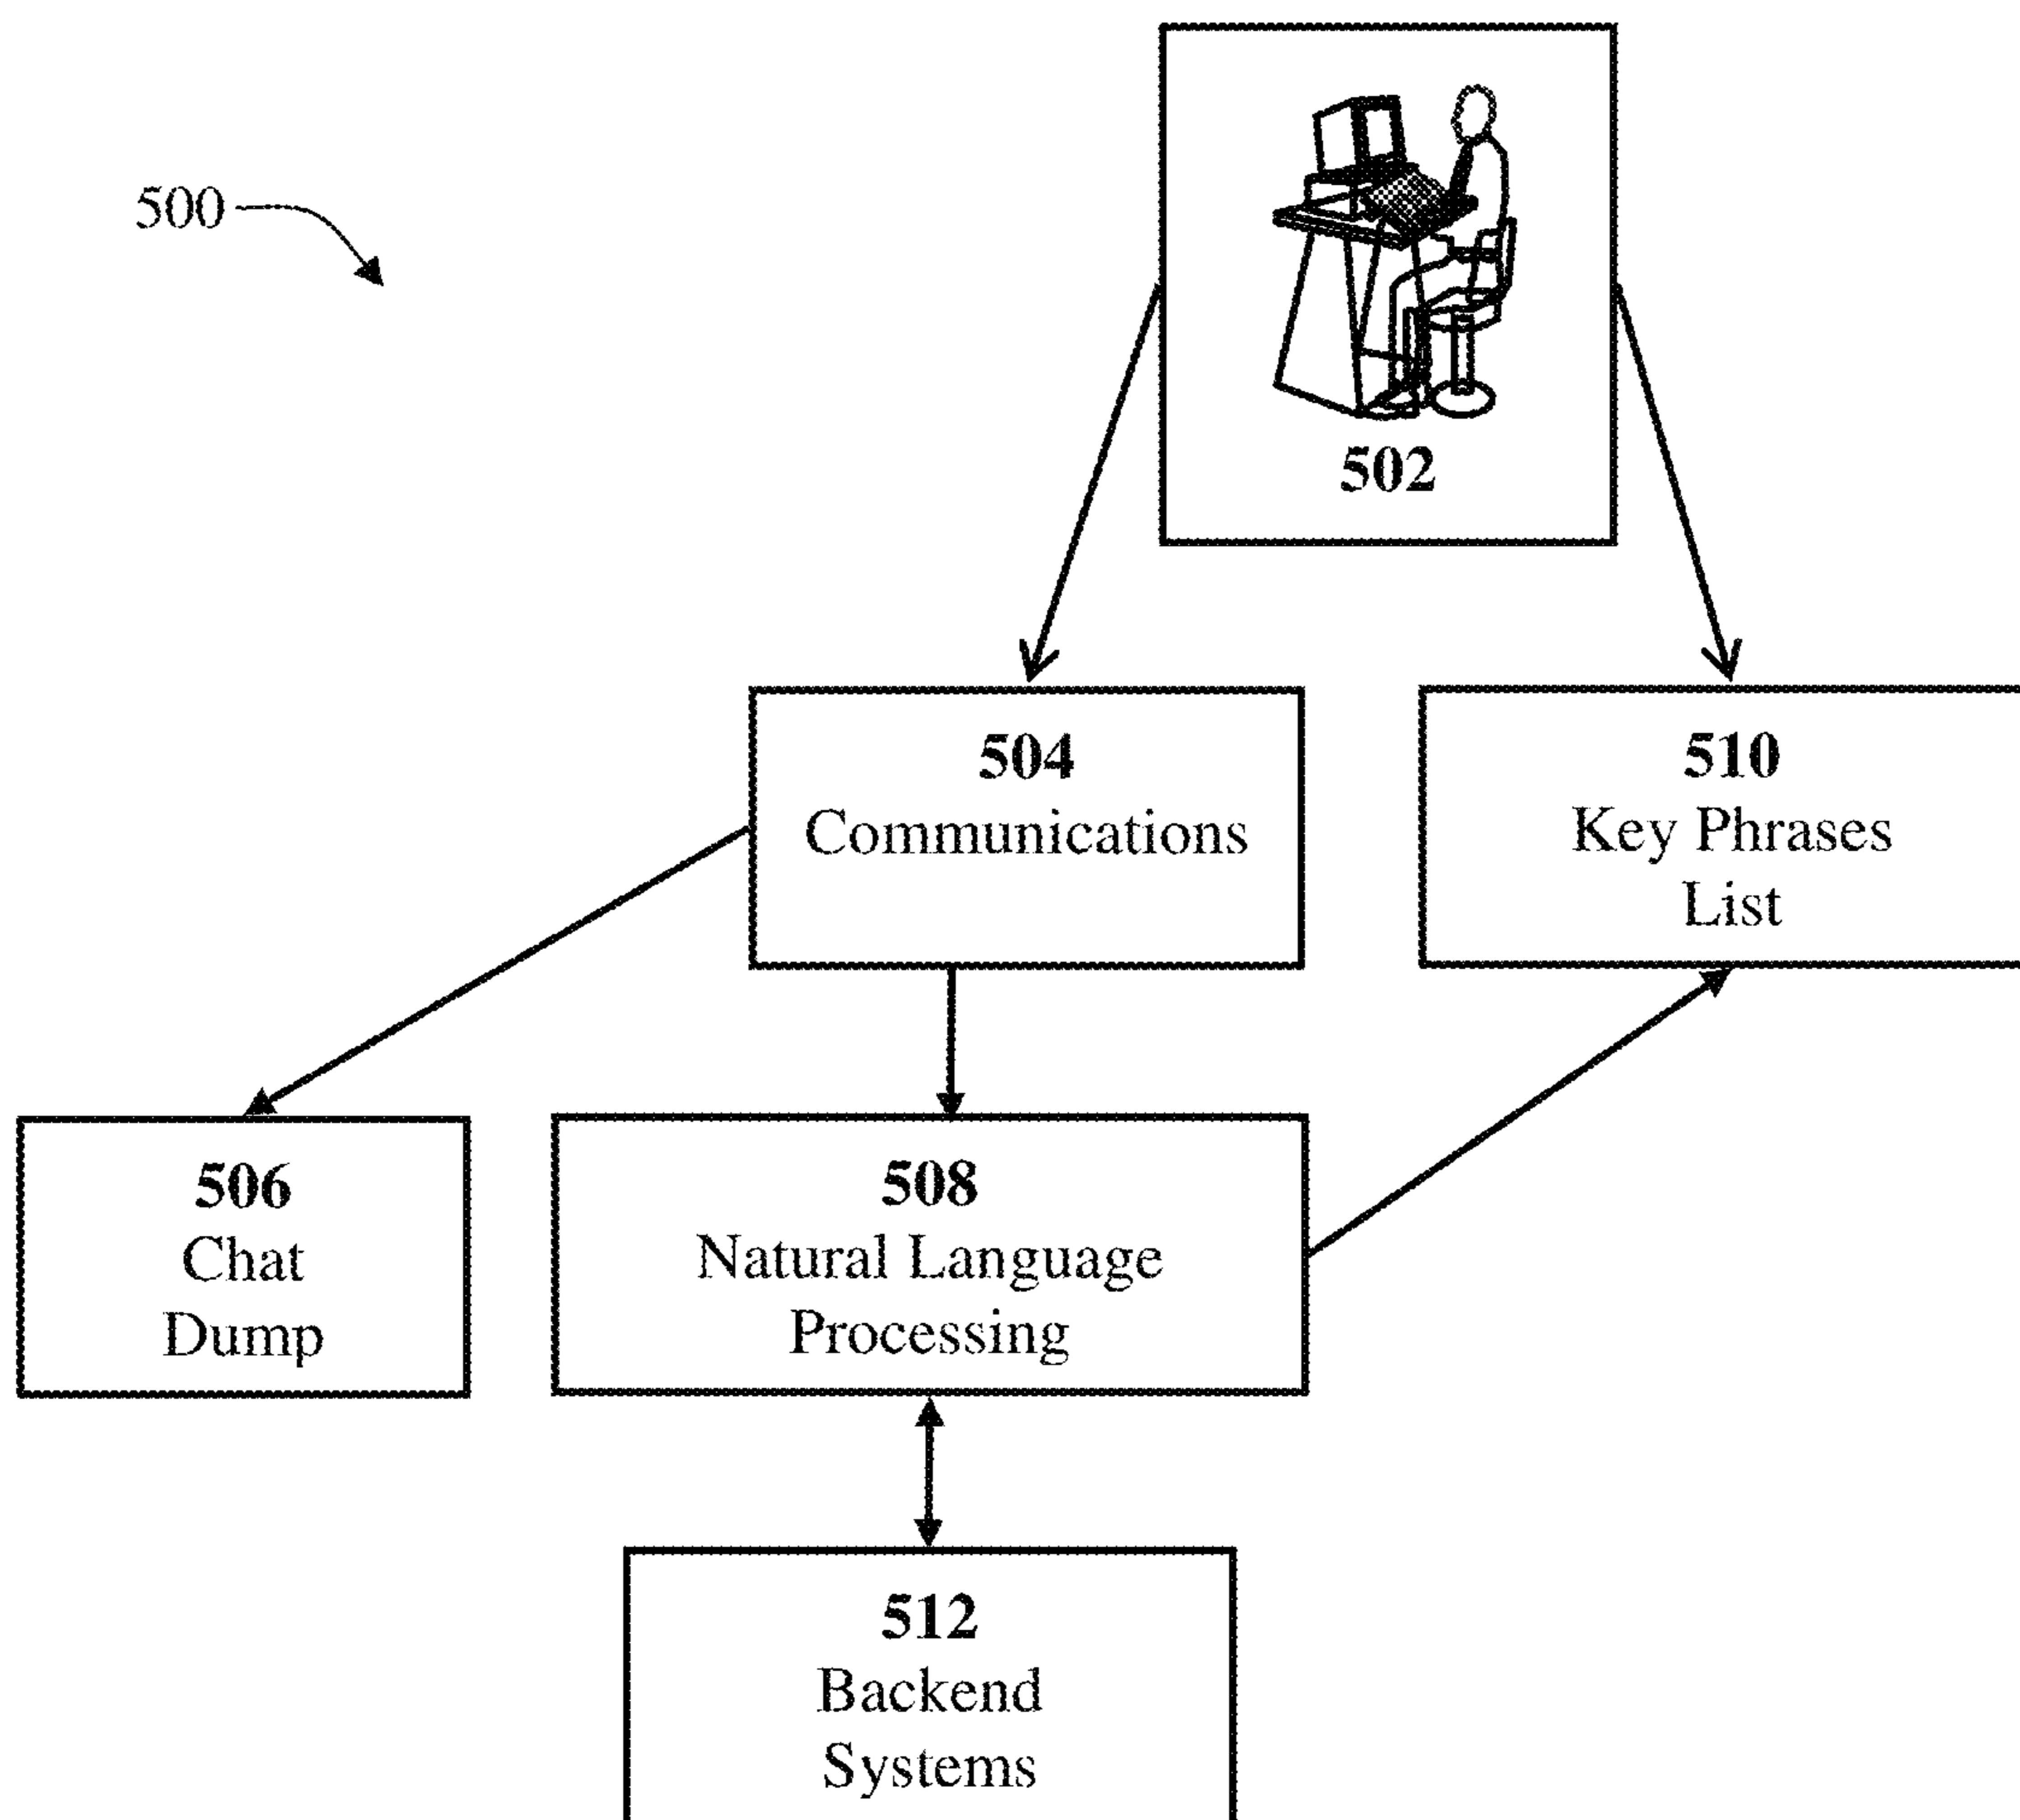 500
502
504
Communications
510
Key Phrases
List
506
Chat
Dump
508
Natural Language
Processing
512
Backend
Systems